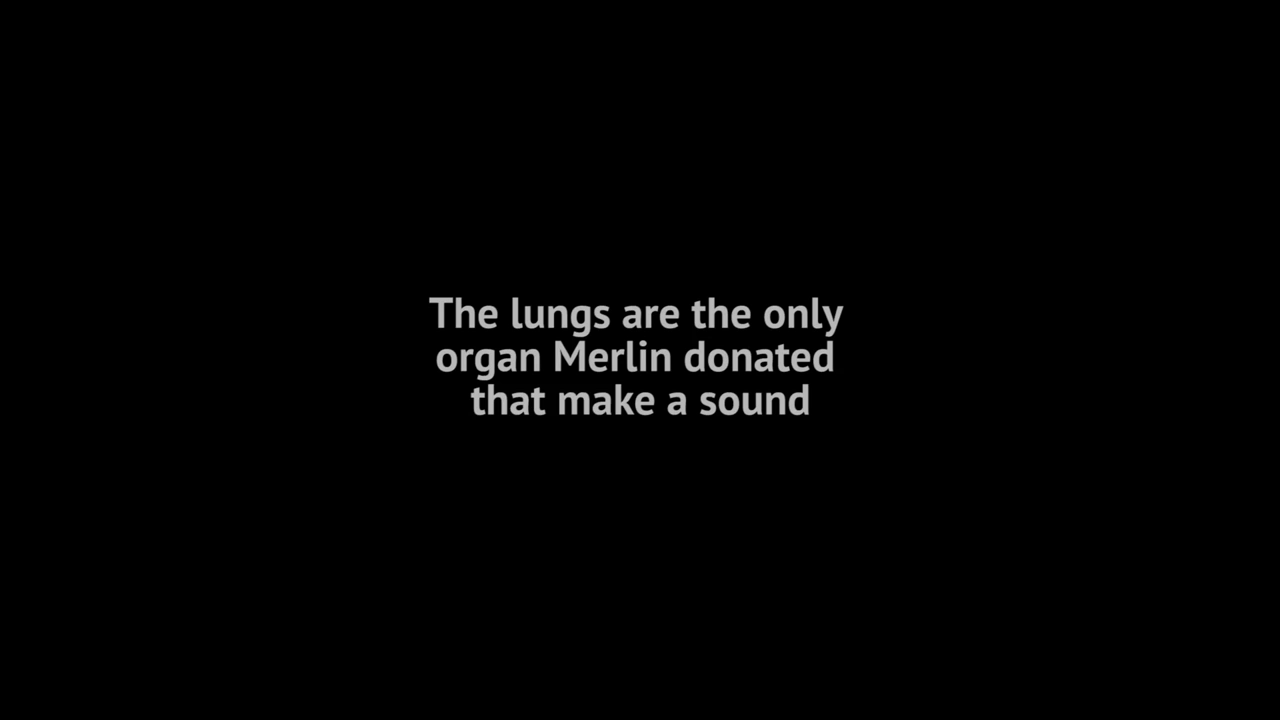 The lungs are the only
organ Merlin donated
that make a sound